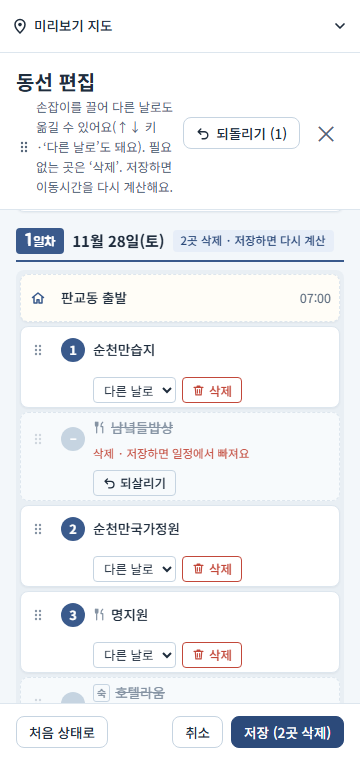 미리보기 지도
동선 편집
손잡이를 끌어 다른 날로도
옮길 수 있어요(↑↓ 키
·‘다른 날로’도 돼요). 필요
없는 곳은 ‘삭제’. 저장하면
이동시간을 다시 계산해요.
되돌리기 (1)
1일차 11월 28일(토) 2곳 삭제 · 저장하면 다시 계산
판교동 출발 07:00
1 순천만습지
다른 날로 삭제
– 남녘들밥상
삭제 · 저장하면 일정에서 빠져요
되살리기
2 순천만국가정원
다른 날로 삭제
3 명지원
다른 날로 삭제
숙 호텔라움
처음 상태로 취소 저장 (2곳 삭제)